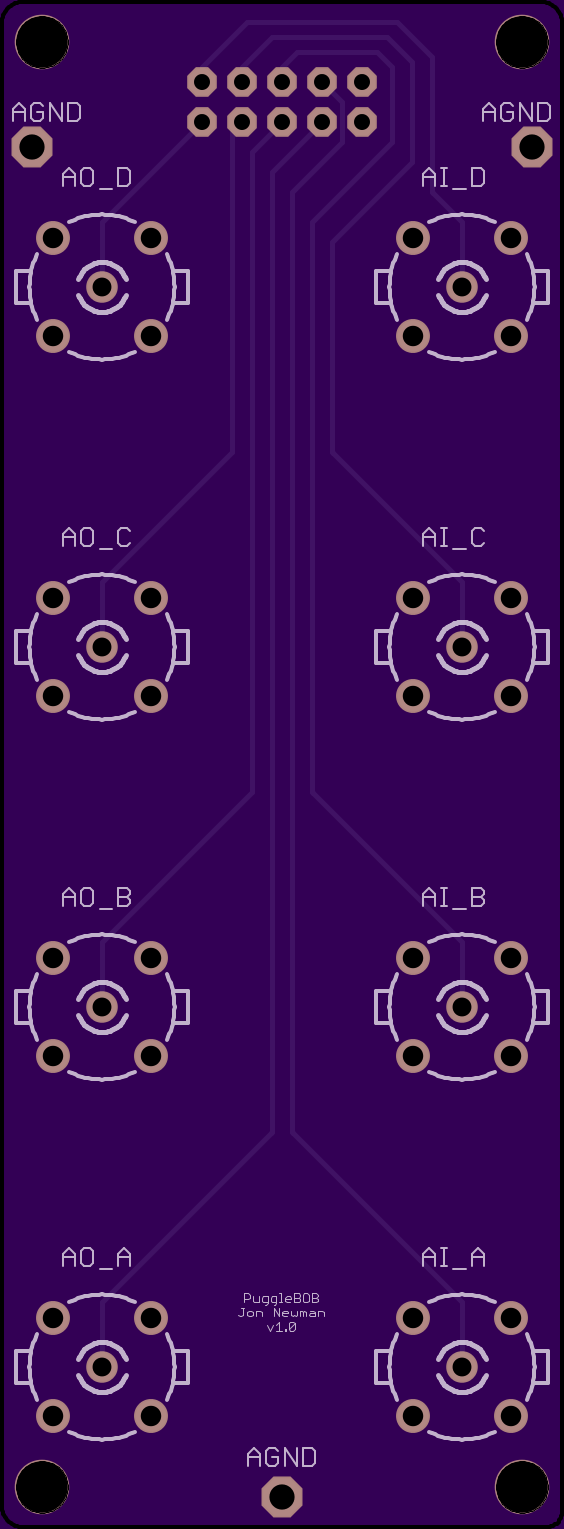 AGND
AGND
AO_D
AI_D
AO_C
AI_C
AO_B
AI_B
AO_A
AI_A
PuggleBOB
Jon Newman
v1.0
AGND